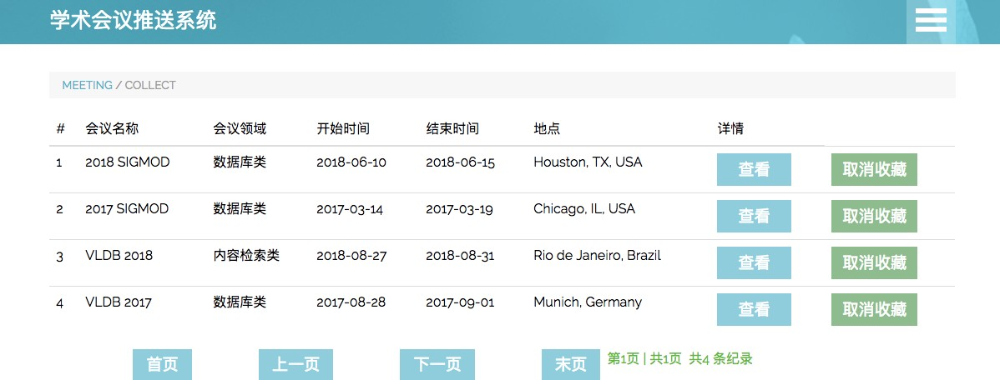 学术会议推送系统
MEETING / COLLECT
# 会议名称 会议领域 开始时间 结束时间 地点 详情
1 2018 SIGMOD 数据库类 2018-06-10 2018-06-15 Houston, TX, USA 查看 取消收藏
2 2017 SIGMOD 数据库类 2017-03-14 2017-03-19 Chicago, IL, USA 查看 取消收藏
3 VLDB 2018 内容检索类 2018-08-27 2018-08-31 Rio de Janeiro, Brazil 查看 取消收藏
4 VLDB 2017 数据库类 2017-08-28 2017-09-01 Munich, Germany 查看 取消收藏
首页 上一页 下一页 末页 第1页 | 共1页 共4 条纪录